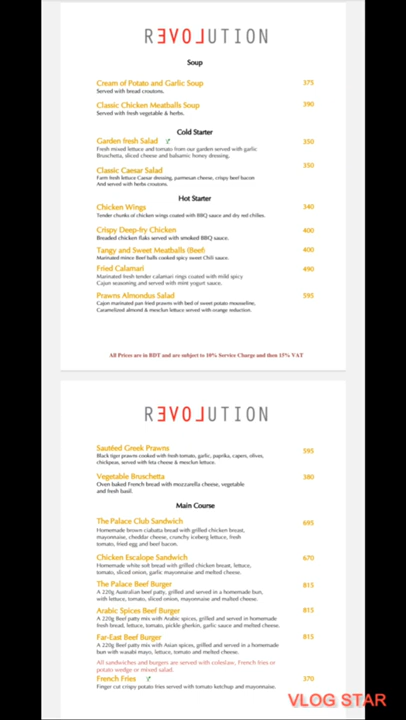 REVOLUTION
Soup
Cream of Potato and Garlic Soup 375
Served with bread croutons.
Classic Chicken Meatballs Soup 390
Served with fresh vegetable & herbs.
Cold Starter
Garden fresh Salad 350
Fresh mixed lettuce and tomato from our garden served with garlic
Bruschetta, sliced cheese and balsamic honey dressing.
Classic Caesar Salad 350
Farm fresh lettuce Caesar dressing, parmesan cheese, crispy beef bacon
And served with herbs croutons.
Hot Starter
Chicken Wings 340
Tender chunks of chicken wings coated with BBQ sauce and dry red chilies.
Crispy Deep-fry Chicken 400
Breaded chicken flaks served with smoked BBQ sauce.
Tangy and Sweet Meatballs (Beef) 400
Marinated mince Beef balls cooked spicy sweet Chili sauce.
Fried Calamari 490
Marinated fresh tender calamari rings coated with mild spicy
Cajun seasoning and served with mint yogurt sauce.
Prawns Almondus Salad 595
Cajun marinated pan fried prawns with bed of sweet potato mousseline,
Caramelized almond & mesclun lettuce served with orange reduction.
All Prices are in BDT and are subject to 10% Service Charge and then 15% VAT
REVOLUTION
Sautéed Greek Prawns 595
Black tiger prawns cooked with fresh tomato, garlic, paprika, capers, olives,
chickpeas, served with feta cheese & mesclun lettuce.
Vegetable Bruschetta 380
Oven baked French bread with mozzarella cheese, vegetable
and fresh basil.
Main Course
The Palace Club Sandwich 695
Homemade brown ciabatta bread with grilled chicken breast,
mayonnaise, cheddar cheese, crunchy iceberg lettuce, fresh
tomato, fried egg and beef bacon.
Chicken Escalope Sandwich 670
Homemade white soft bread with grilled chicken breast, lettuce,
tomato, sliced onion, garlic mayonnaise and melted cheese.
The Palace Beef Burger 815
A 220g Australian beef patty, grilled and served in a homemade bun,
with lettuce, tomato, sliced onion, mayonnaise and melted cheese.
Arabic Spices Beef Burger 815
A 220g Beef patty mix with Arabic spices, grilled and served in homemade
fresh bread, lettuce, tomato, pickle gherkin, garlic sauce and melted cheese.
Far-East Beef Burger 815
A 220g Beef patty mix with Asian spices, grilled and served in a homemade
bun with wasabi mayo, lettuce, tomato and melted cheese.
All sandwiches and burgers are served with coleslaw, French fries or
potato wedge or mixed salad.
French Fries 370
Finger cut crispy potato fries served with tomato ketchup and mayonnaise.
VLOG STAR